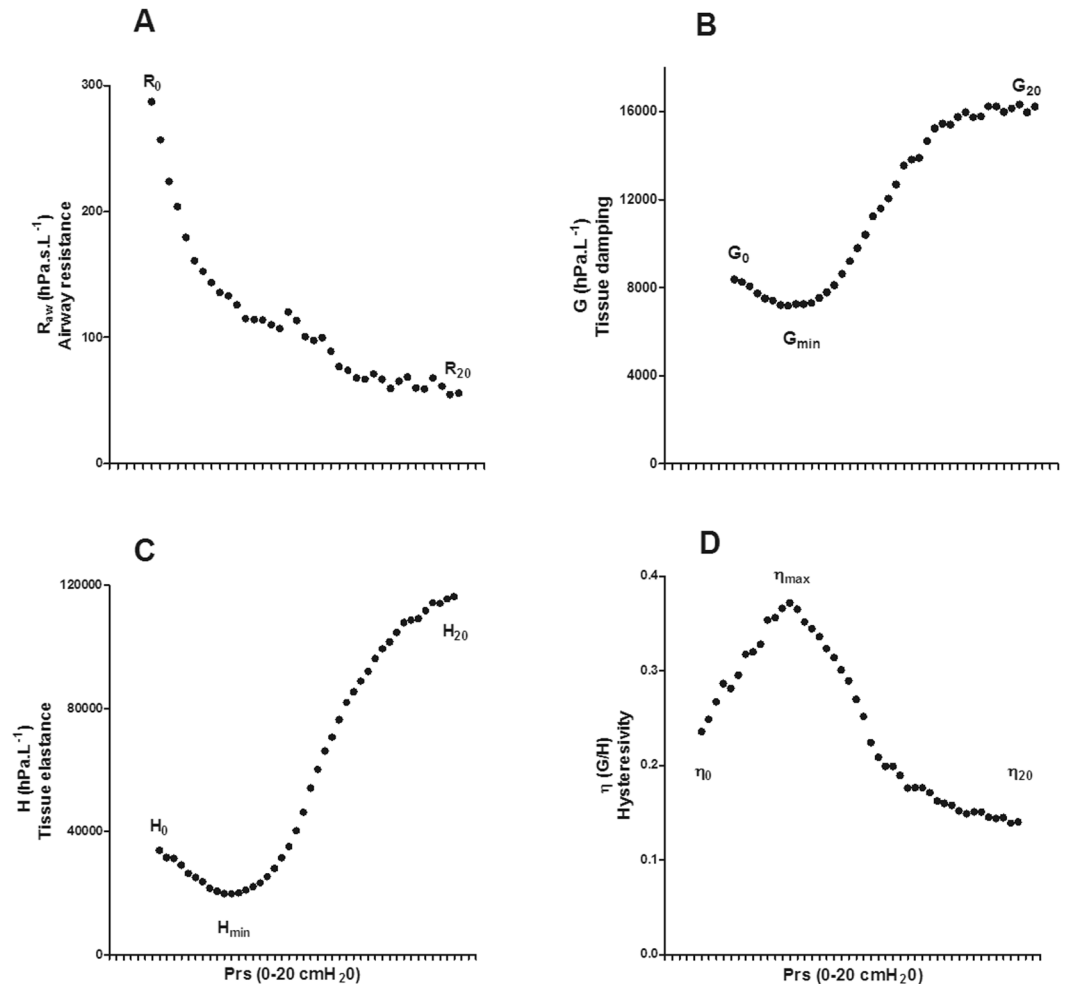 A
300
200
100
0
R₀
R₂₀
Rₐw (hPa.s.L⁻¹)
Airway resistance
B
16000
12000
8000
4000
0
G₀
Gmin
G₂₀
G (hPa.L⁻¹)
Tissue damping
C
120000
80000
40000
0
H₀
Hmin
H₂₀
H (hPa.L⁻¹)
Tissue elastance
Prs (0-20 cmH₂0)
D
0.4
0.3
0.2
0.1
0.0
ηmax
η₀
η₂₀
η (G/H)
Hysteresivity
Prs (0-20 cmH₂0)